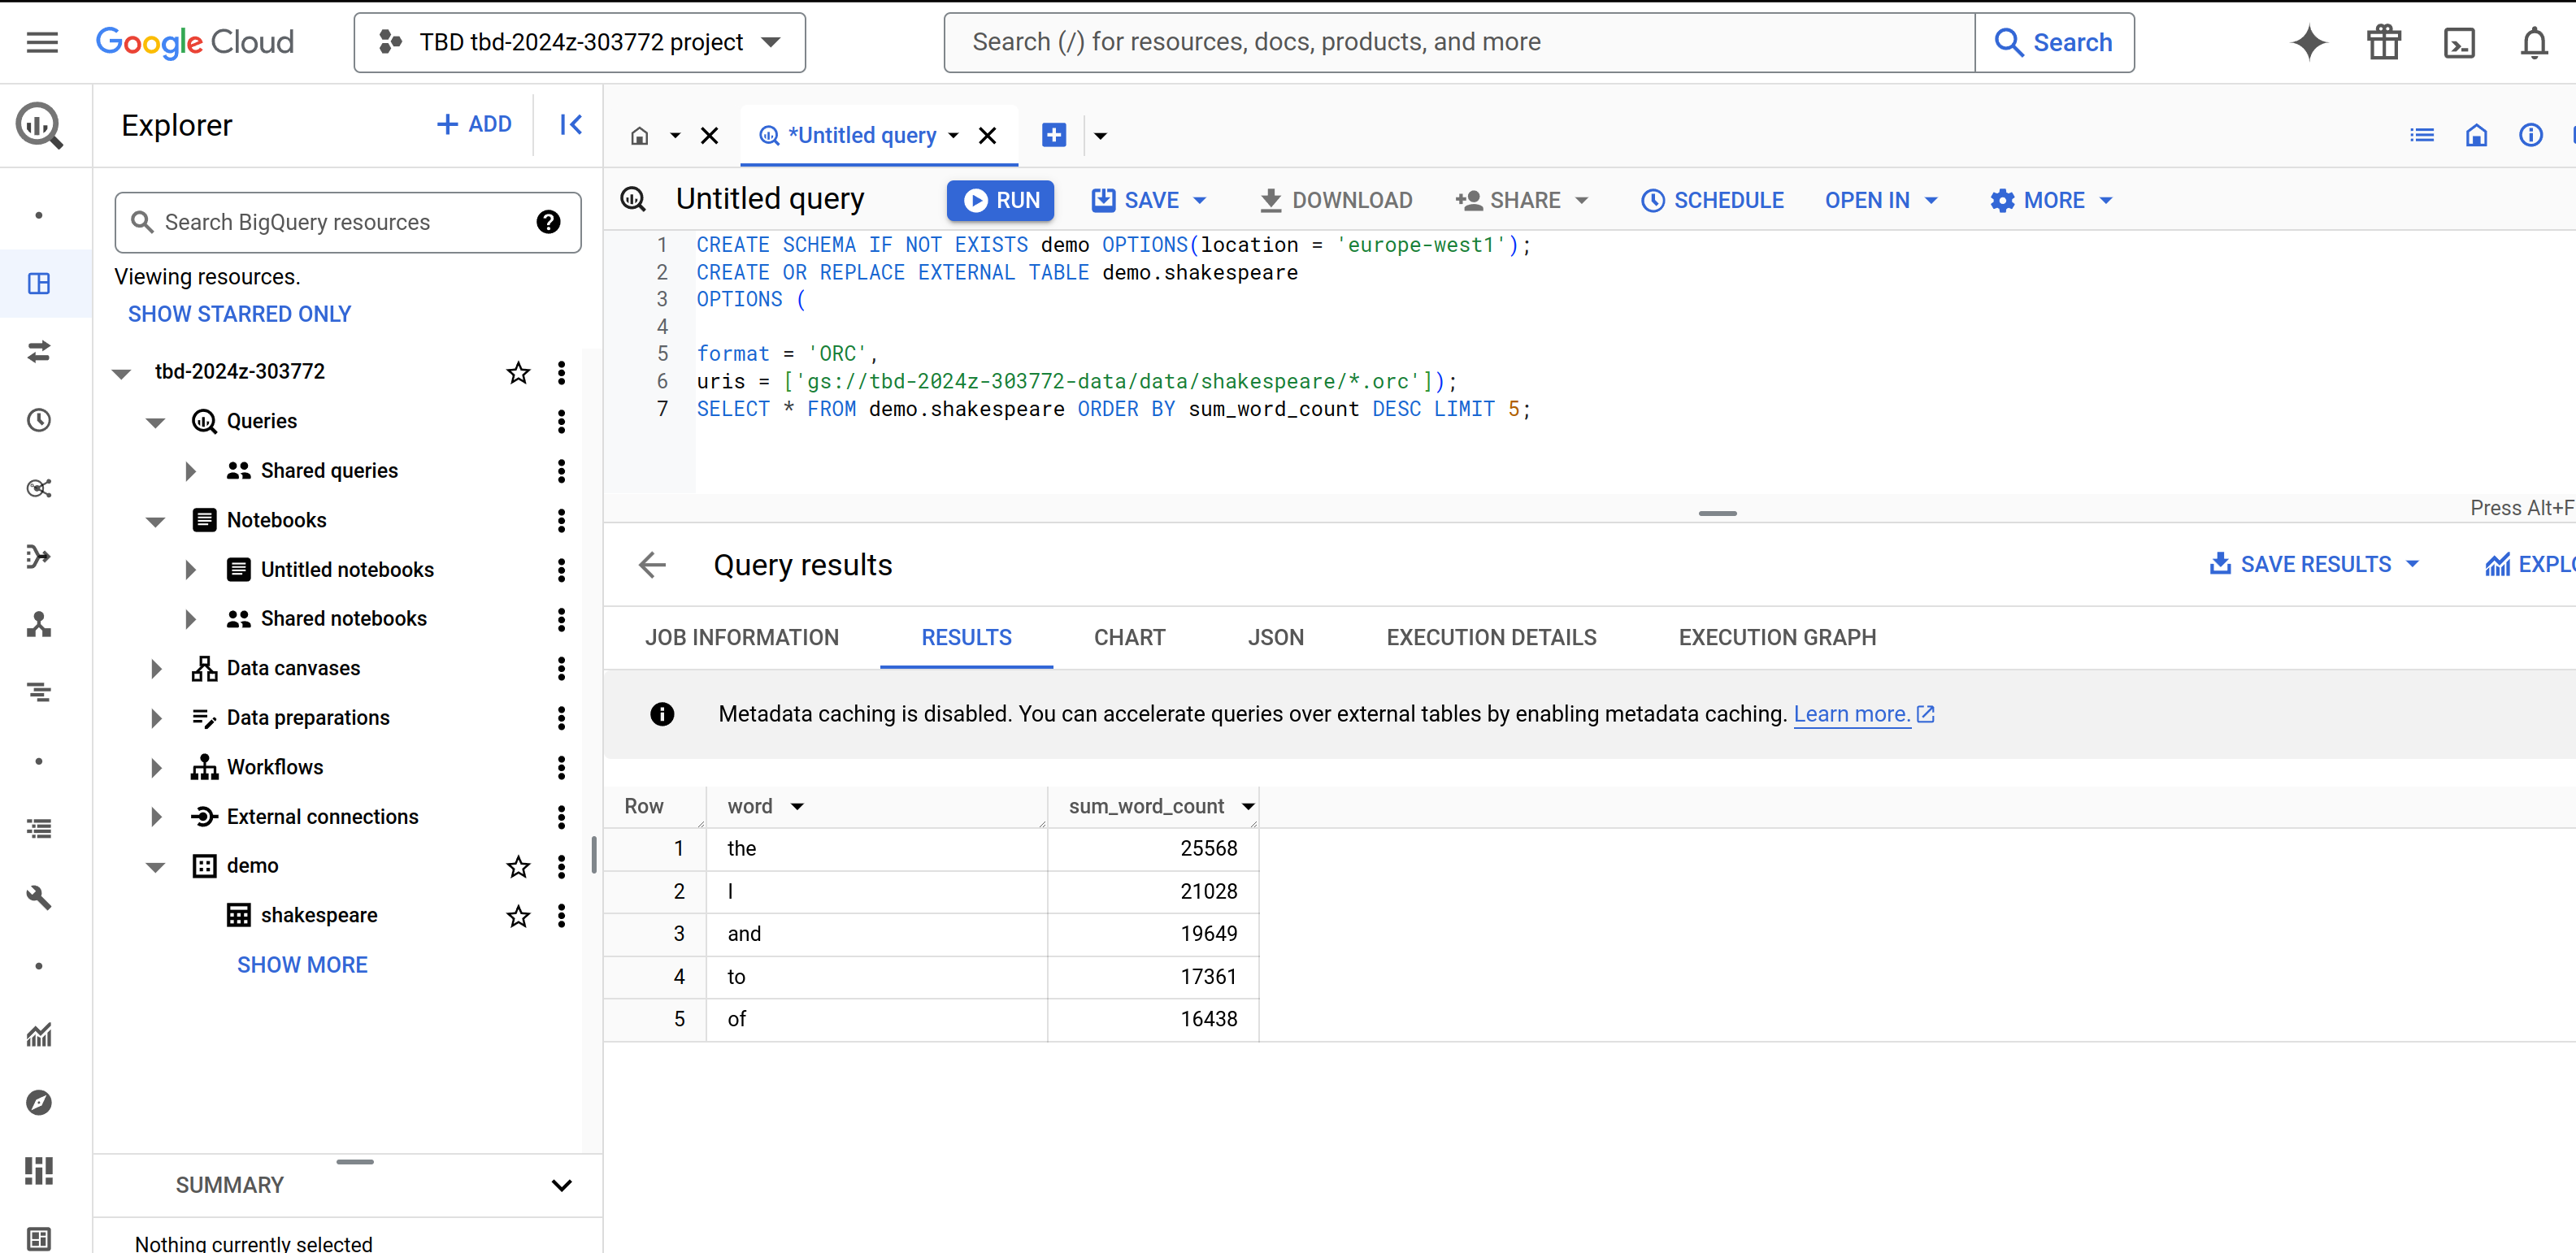 Google Cloud
TBD tbd-2024z-303772 project
Search (/) for resources, docs, products, and more
Search
Explorer
ADD
*Untitled query
Search BigQuery resources
Viewing resources.
SHOW STARRED ONLY
tbd-2024z-303772
Queries
Shared queries
Notebooks
Untitled notebooks
Shared notebooks
Data canvases
Data preparations
Workflows
External connections
demo
shakespeare
SHOW MORE
SUMMARY
Nothing currently selected
Untitled query
RUN
SAVE
DOWNLOAD
SHARE
SCHEDULE
OPEN IN
MORE
1 CREATE SCHEMA IF NOT EXISTS demo OPTIONS(location = 'europe-west1');
2 CREATE OR REPLACE EXTERNAL TABLE demo.shakespeare
3 OPTIONS (
4
5 format = 'ORC',
6 uris = ['gs://tbd-2024z-303772-data/data/shakespeare/*.orc']);
7 SELECT * FROM demo.shakespeare ORDER BY sum_word_count DESC LIMIT 5;
Press Alt+F
Query results
SAVE RESULTS
EXPLO
JOB INFORMATION
RESULTS
CHART
JSON
EXECUTION DETAILS
EXECUTION GRAPH
Metadata caching is disabled. You can accelerate queries over external tables by enabling metadata caching. Learn more.
Row word sum_word_count
1 the 25568
2 I 21028
3 and 19649
4 to 17361
5 of 16438